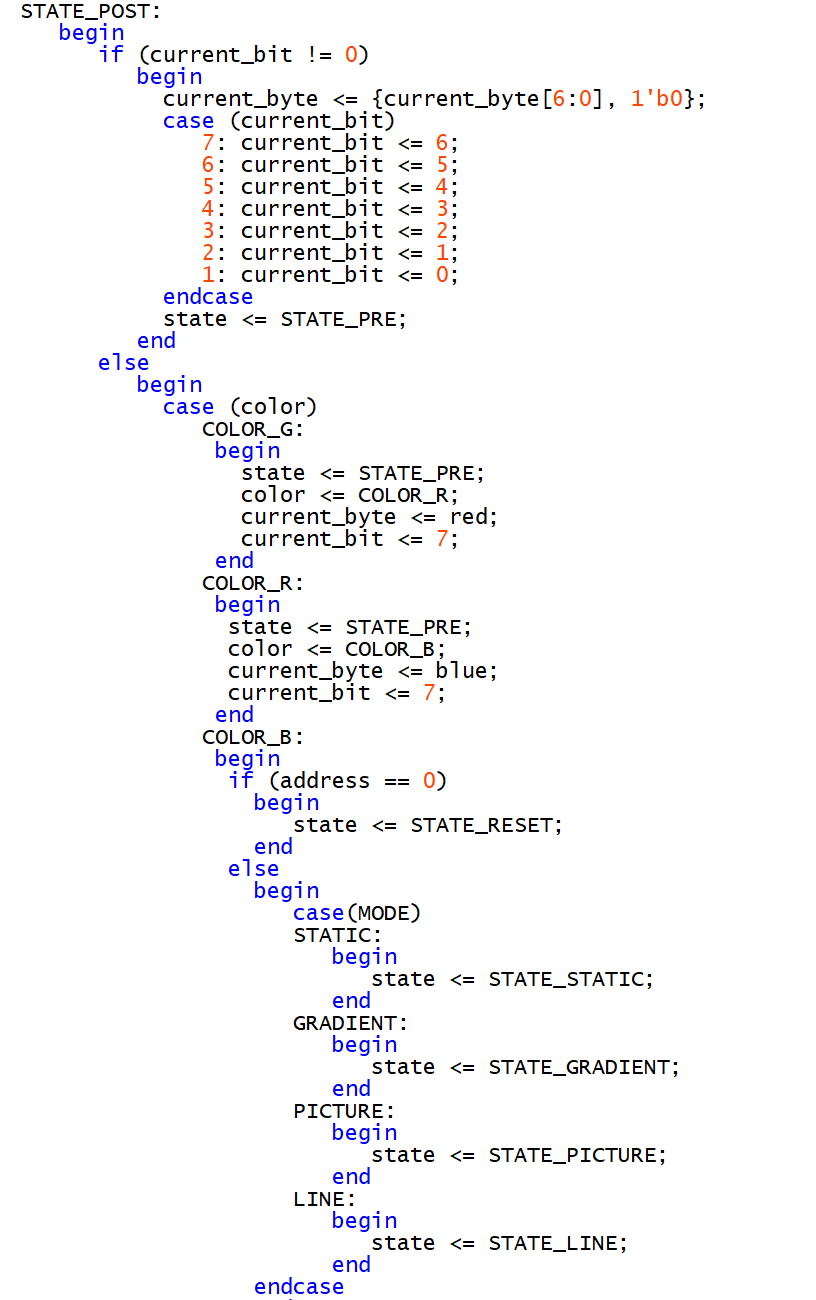 STATE_POST:
begin
if (current_bit != 0)
begin
current_byte <= {current_byte[6:0], 1'b0};
case (current_bit)
7: current_bit <= 6;
6: current_bit <= 5;
5: current_bit <= 4;
4: current_bit <= 3;
3: current_bit <= 2;
2: current_bit <= 1;
1: current_bit <= 0;
endcase
state <= STATE_PRE;
end
else
begin
case (color)
COLOR_G:
begin
state <= STATE_PRE;
color <= COLOR_R;
current_byte <= red;
current_bit <= 7;
end
COLOR_R:
begin
state <= STATE_PRE;
color <= COLOR_B;
current_byte <= blue;
current_bit <= 7;
end
COLOR_B:
begin
if (address == 0)
begin
state <= STATE_RESET;
end
else
begin
case(MODE)
STATIC:
begin
state <= STATE_STATIC;
end
GRADIENT:
begin
state <= STATE_GRADIENT;
end
PICTURE:
begin
state <= STATE_PICTURE;
end
LINE:
begin
state <= STATE_LINE;
end
endcase